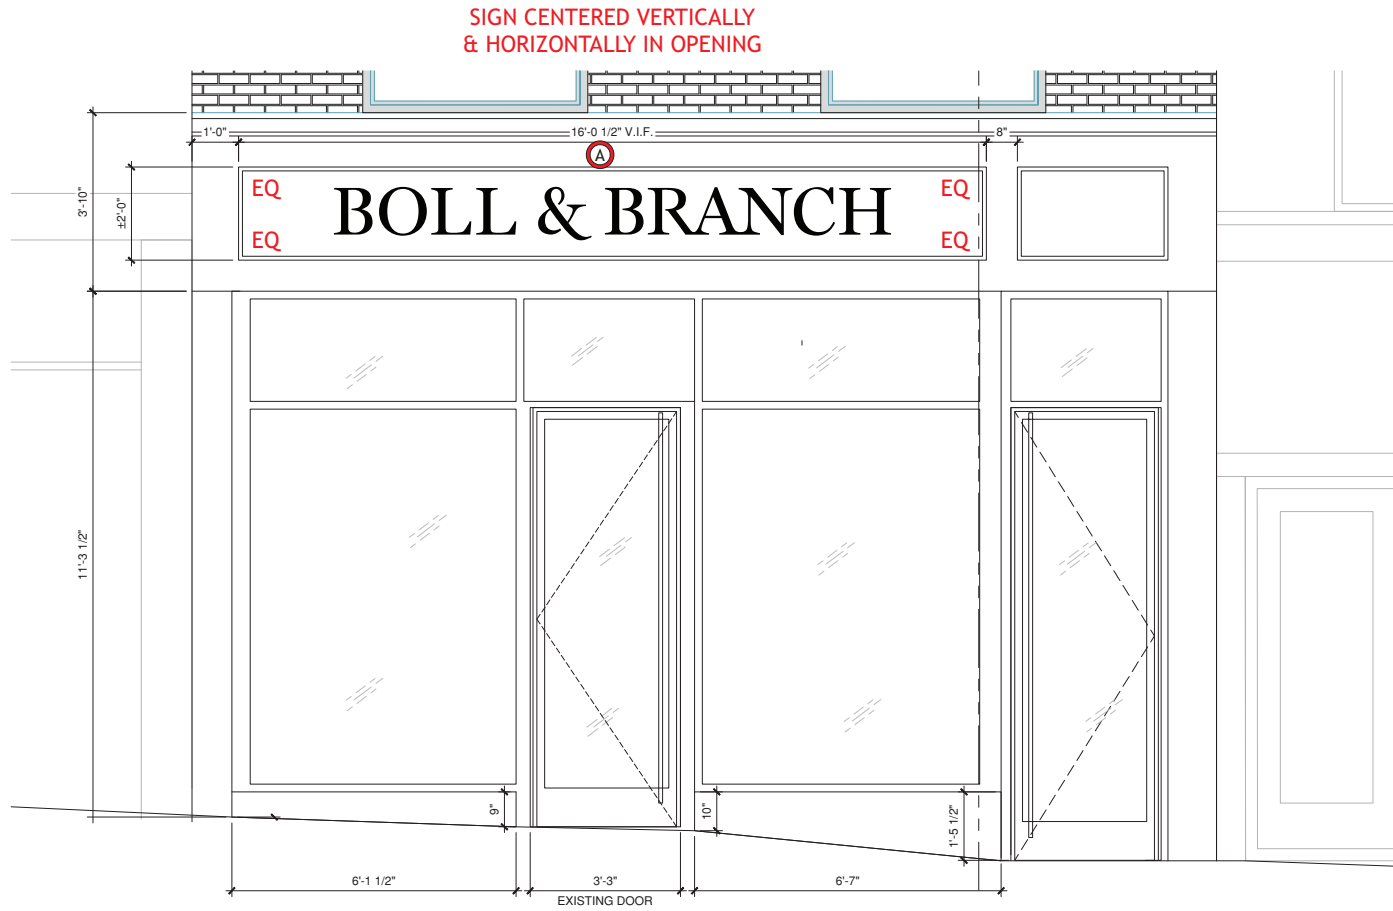 SIGN CENTERED VERTICALLY
& HORIZONTALLY IN OPENING
1'-0"
16'-0 1/2" V.I.F.
8"
A
3'-10"
±2'-0"
EQ
BOLL & BRANCH
EQ
EQ
EQ
11'-3 1/2"
9"
10"
1'-5 1/2"
6'-1 1/2"
3'-3"
6'-7"
EXISTING DOOR